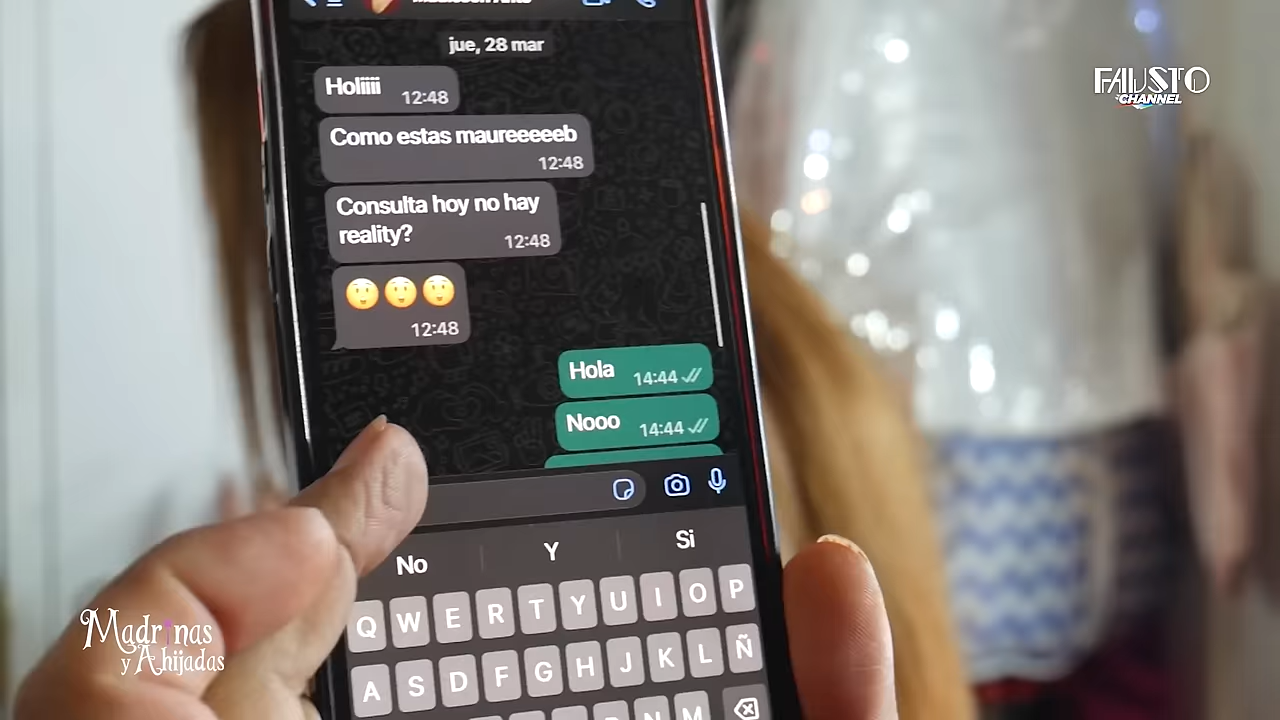 jue, 28 mar
FAUSTO
CHANNEL
Holiiii
12:48
Como estas maureeeeeb
12:48
Consulta hoy no hay
reality?
12:48
12:48
Hola 14:44
Nooo 14:44
No Y Si
Q W E R T Y U I O P
A S D F G H J K L Ñ
N M
Madrinas
y Ahijadas